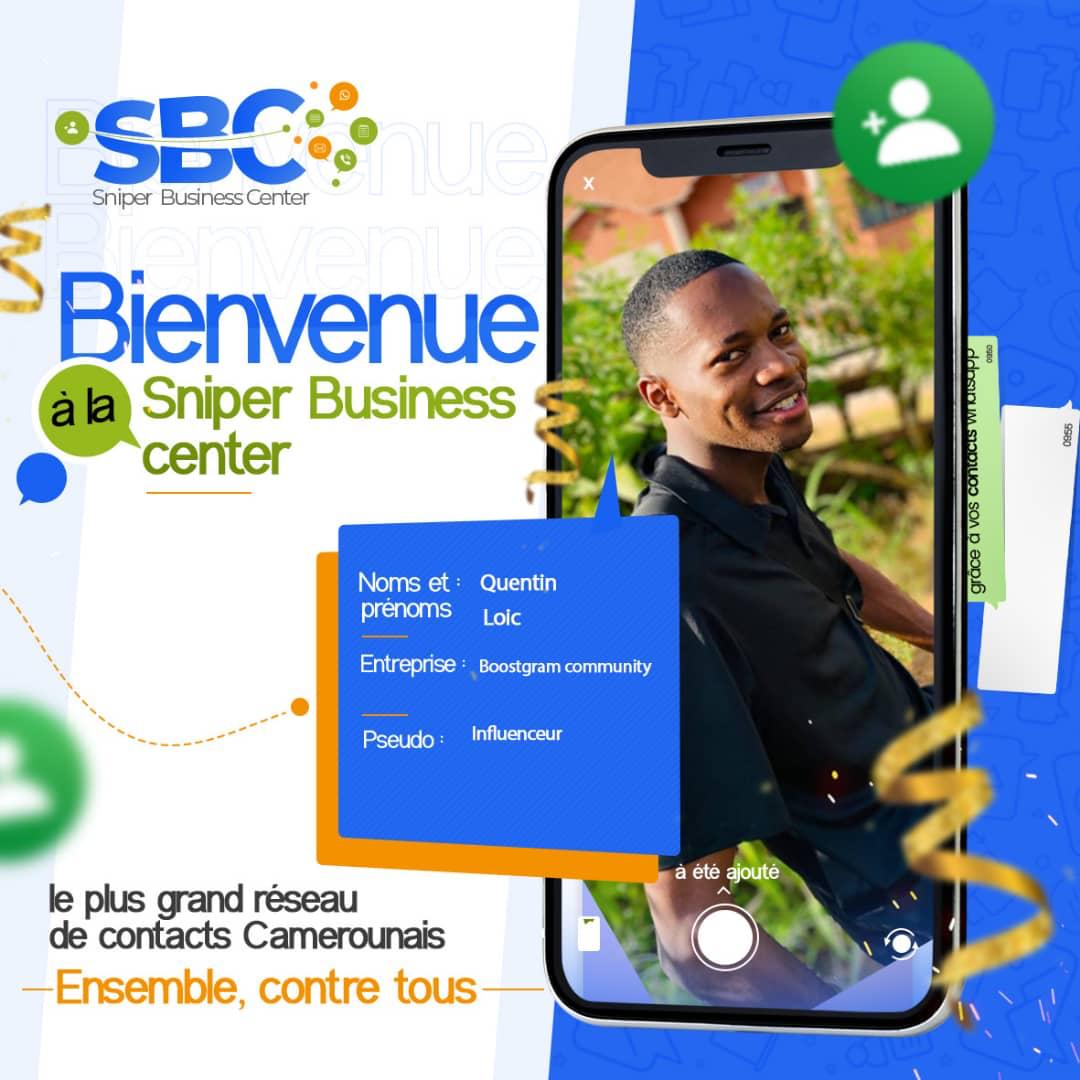 Bienvenue
Bienvenue
SBC
Sniper Business Center
Bienvenue
à la
Sniper Business
center
Noms et :
prénoms
Quentin
Loic
Entreprise :
Boostgram community
Pseudo :
Influenceur
à été ajouté
le plus grand réseau
de contacts Camerounais
Ensemble, contre tous
X
grâce à vos contacts whatsapp
0950
0955